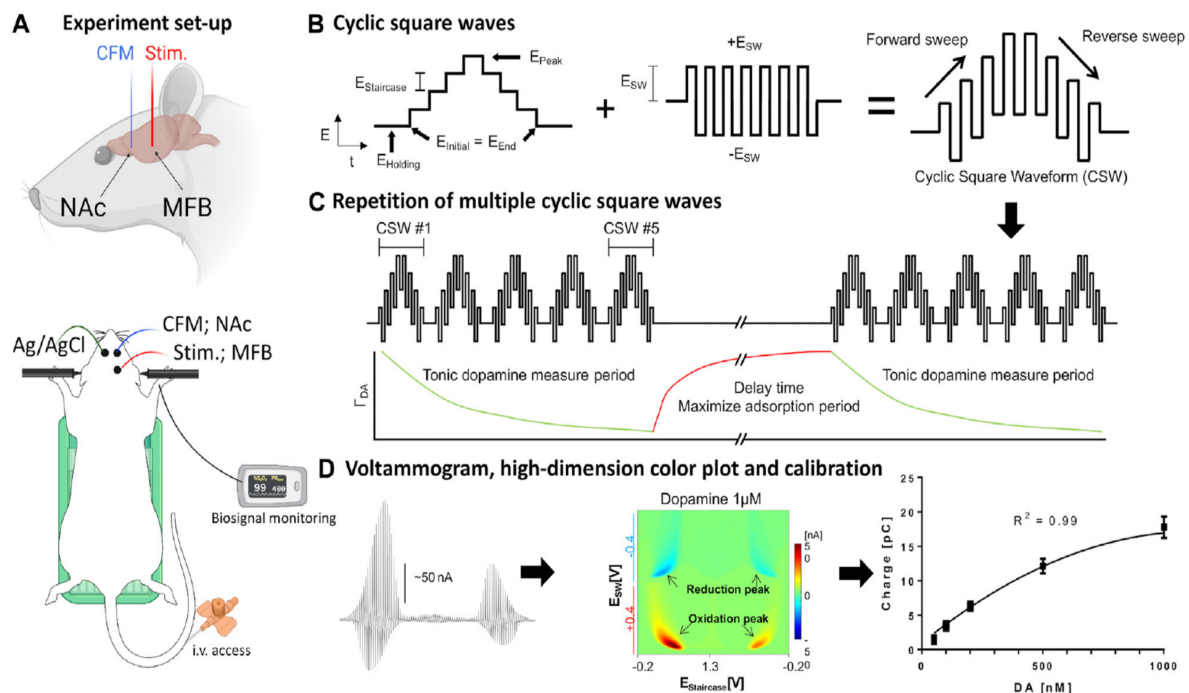 A Experiment set-up
CFM Stim.
NAc MFB
Ag/AgCl
CFM; NAc
Stim.; MFB
99
Biosignal monitoring
i.v. access
B Cyclic square waves
E
t
EStaircase
EPeak
EHolding
EInitial = EEnd
+
+ESW
ESW
-ESW
=
Forward sweep
Reverse sweep
Cyclic Square Waveform (CSW)
C Repetition of multiple cyclic square waves
CSW #1
CSW #5
ΓDA
Tonic dopamine measure period
Delay time
Maximize adsorption period
Tonic dopamine measure period
D Voltammogram, high-dimension color plot and calibration
~50 nA
Dopamine 1μM
ESW[V]
-0.4
+0.4
Reduction peak
Oxidation peak
-0.2 1.3 -0.20
EStaircase[V]
[nA]
5
0
0
-
5
R² = 0.99
Charge [pC]
25
20
15
10
5
0
0 500 1000
DA [nM]